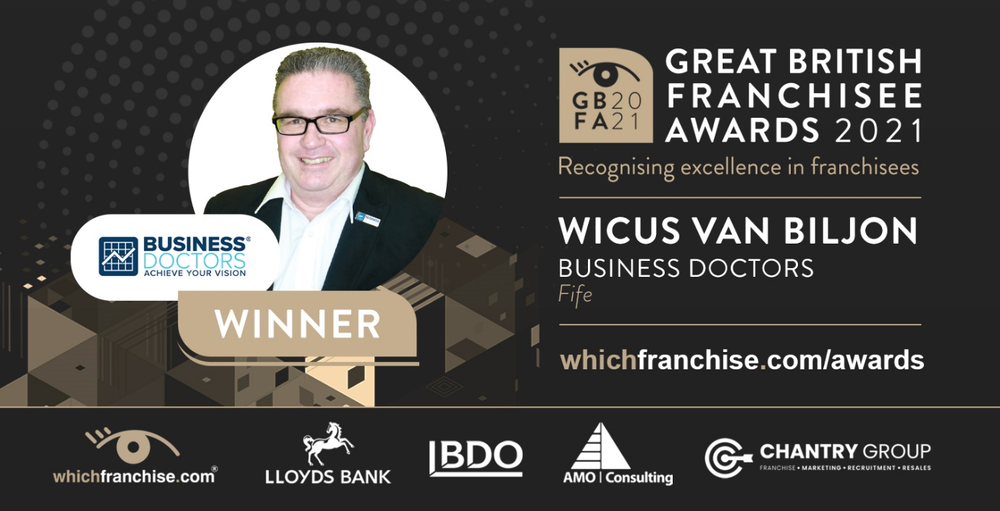 GB20
FA21
GREAT BRITISH
FRANCHISEE
AWARDS 2021
Recognising excellence in franchisees
WICUS VAN BILJON
BUSINESS DOCTORS
Fife
whichfranchise.com/awards
BUSINESS®
DOCTORS
ACHIEVE YOUR VISION
WINNER
whichfranchise.com®
LLOYDS BANK
IBDO
AMO | Consulting
CHANTRY GROUP
FRANCHISE • MARKETING • RECRUITMENT • RESALES